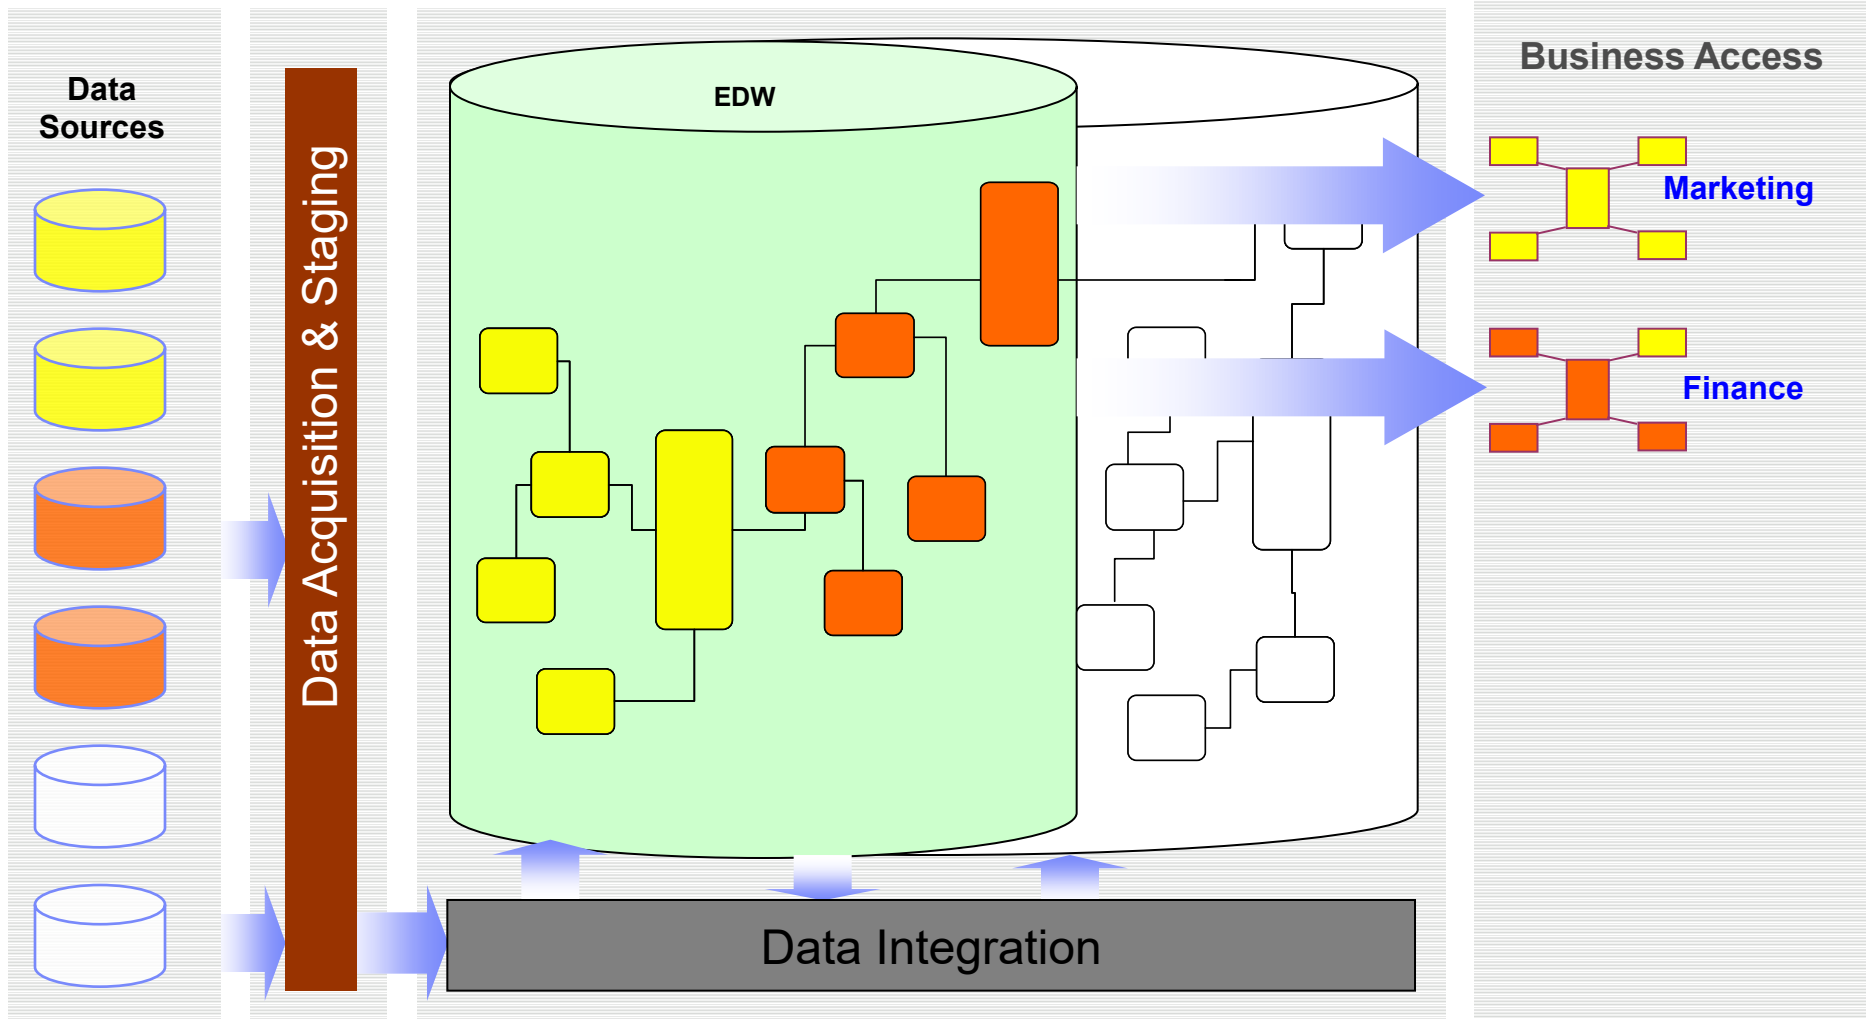 Data
Sources
Data Acquisition & Staging
EDW
Data Integration
Business Access
Marketing
Finance